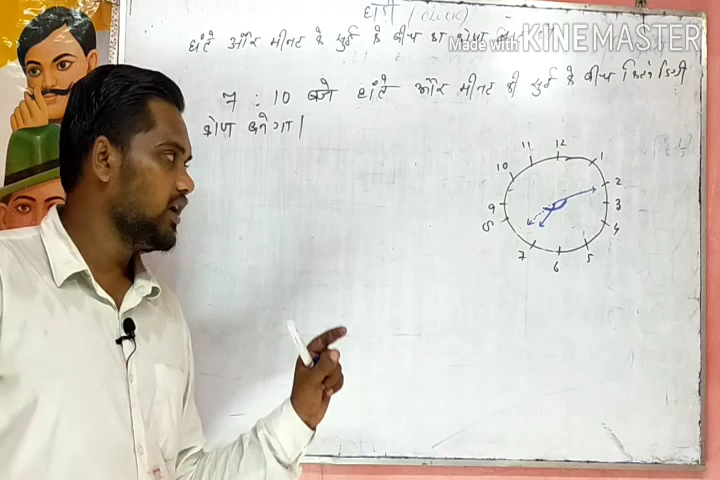 घड़ी (CLOCK)
घंटे और मीनट के सुई के बीच का कोण
Made with KINEMASTER
7 : 10 बजे घंटे और मीनट की सुई के बीच कितने डिग्री
कोण बनेगा|
12
11 1
10 2
9 3
8 4
7 5
6